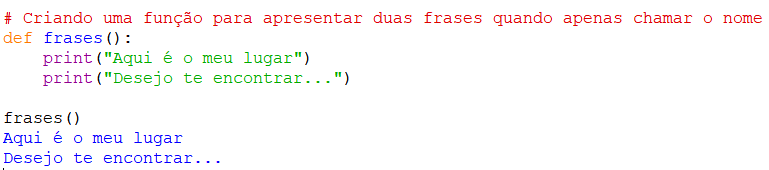 # Criando uma função para apresentar duas frases quando apenas chamar o nome
def frases():
    print("Aqui é o meu lugar")
    print("Desejo te encontrar...")
frases()
Aqui é o meu lugar
Desejo te encontrar...